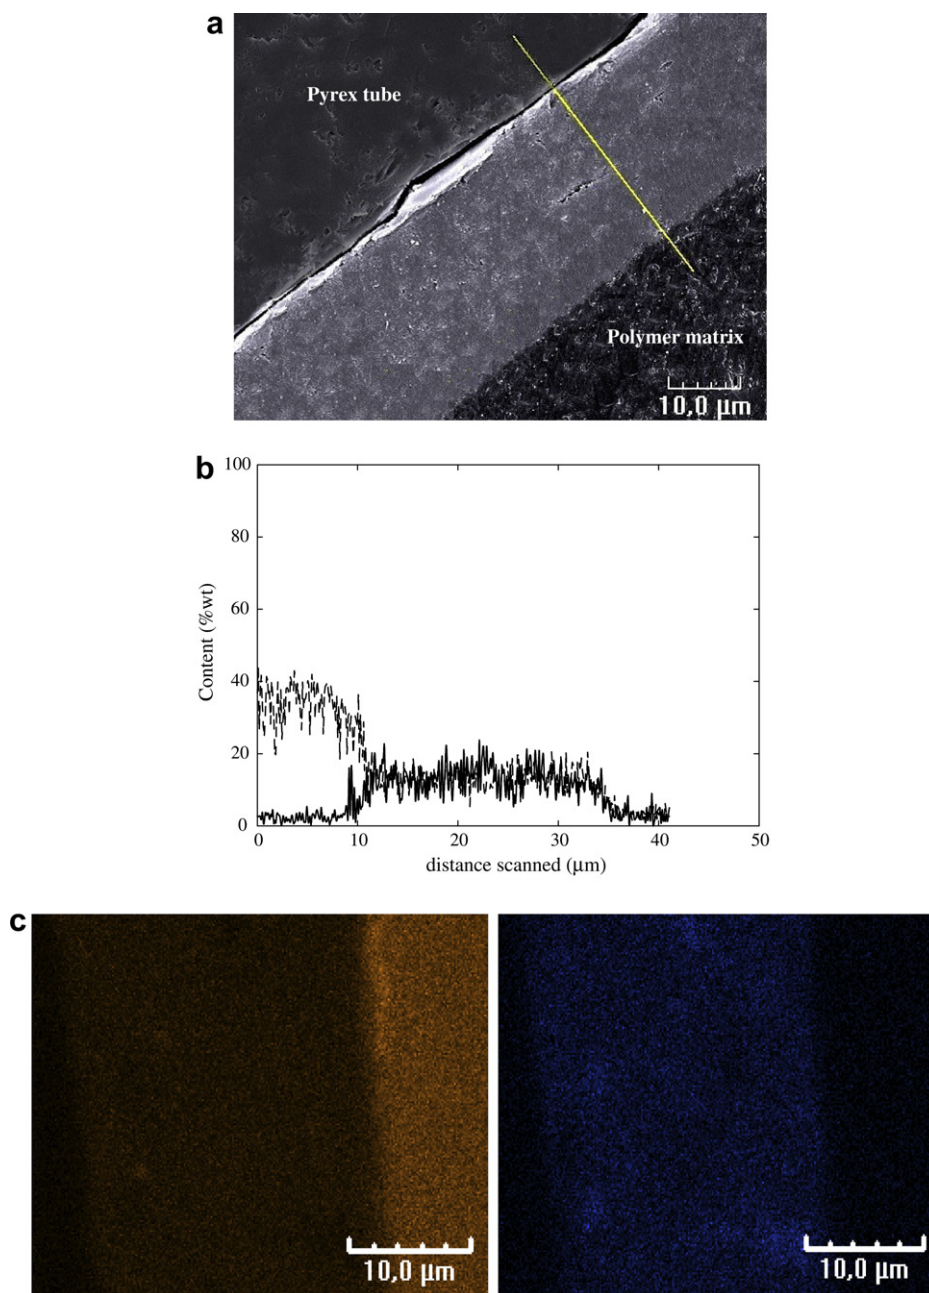 a
Pyrex tube
Polymer matrix
10,0 µm
b
100
80
60
40
20
0
Content (%wt)
0 10 20 30 40 50
distance scanned (µm)
c
10,0 µm
10,0 µm